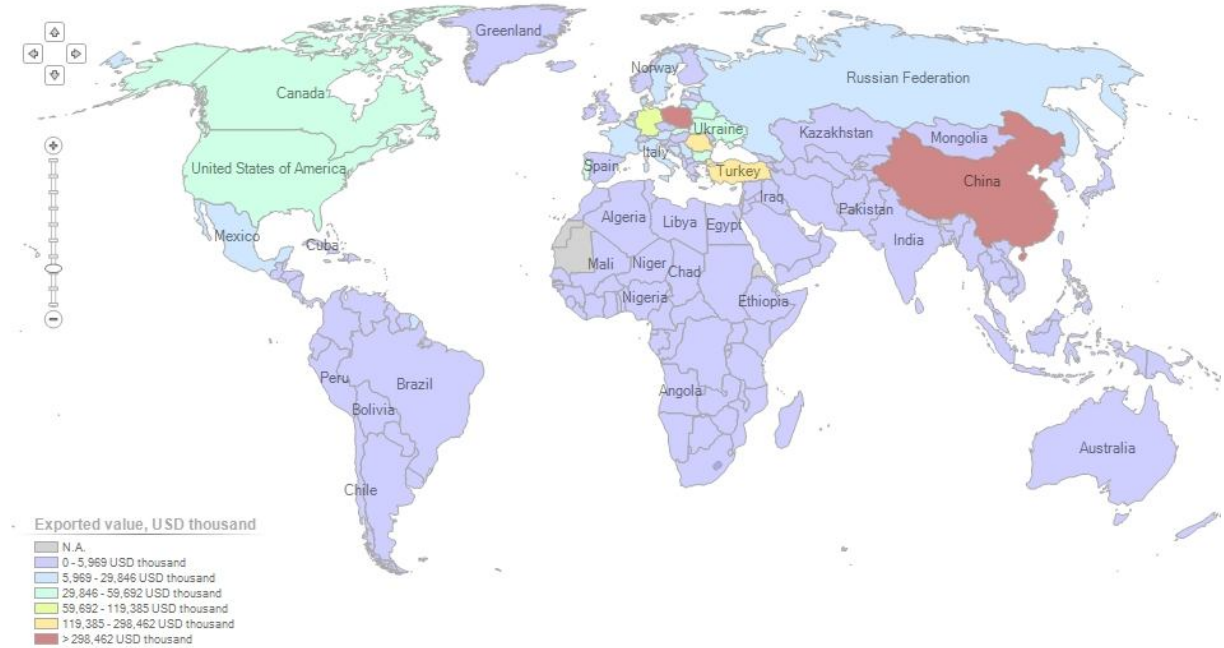 Greenland
Norway
Russian Federation
Canada
Ukraine
Kazakhstan
Mongolia
Italy
Spain
United States of America
Turkey
China
Iraq
Pakistan
Algeria
Libya
Egypt
Mexico
Cuba
India
Mali
Niger
Chad
Nigeria
Ethiopia
Peru
Brazil
Angola
Bolivia
Australia
Chile
Exported value, USD thousand
N.A.
0 - 5,969 USD thousand
5,969 - 29,846 USD thousand
29,846 - 59,692 USD thousand
59,692 - 119,385 USD thousand
119,385 - 298,462 USD thousand
> 298,462 USD thousand